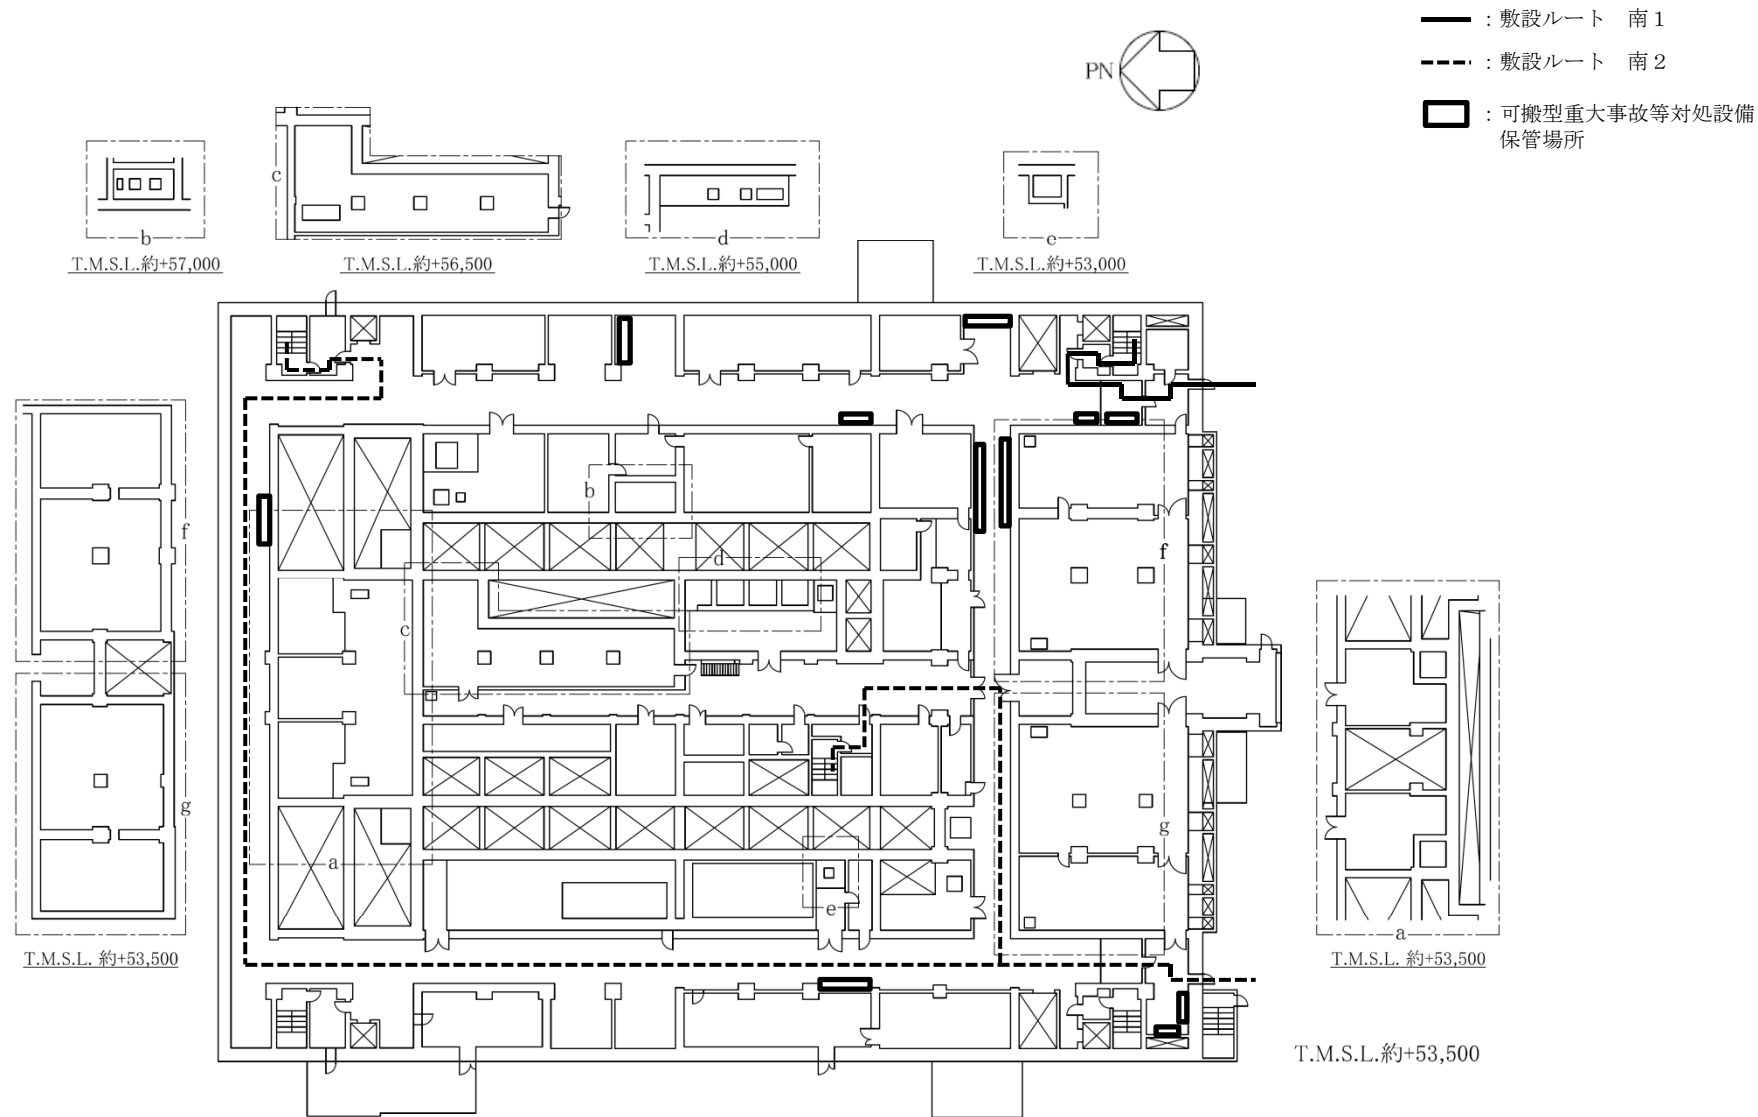 ：敷設ルート　南１
：敷設ルート　南２
：可搬型重大事故等対処設備
保管場所
PN
c
b
T.M.S.L.約+57,000
T.M.S.L.約+56,500
d
T.M.S.L.約+55,000
e
T.M.S.L.約+53,000
b
d
c
f
f
g
T.M.S.L. 約+53,500
a
e
g
a
T.M.S.L. 約+53,500
T.M.S.L.約+53,500